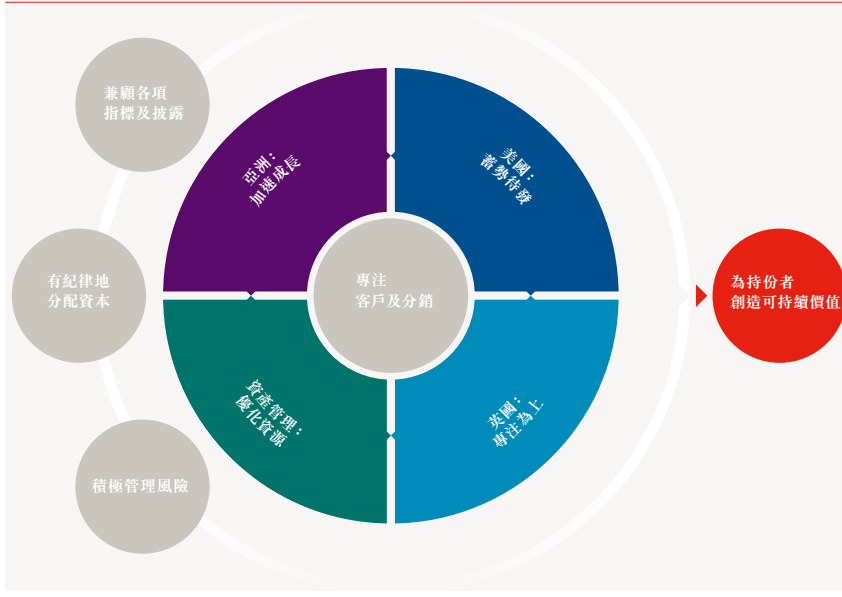 兼顧各項
指標及披露
有紀律地
分配資本
積極管理風險
亞洲：
加速成長
美國：
蓄勢待發
專注
客戶及分銷
資產管理：
優化資源
英國：
專注為上
為持份者
創造可持續價值